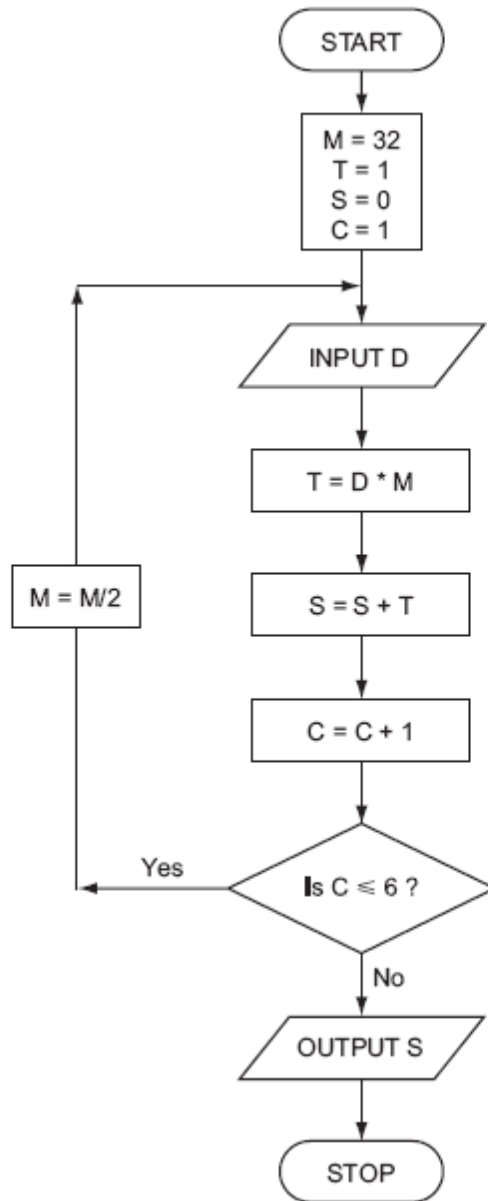 START
M = 32
T = 1
S = 0
C = 1
INPUT D
T = D * M
M = M/2
S = S + T
C = C + 1
Yes
Is C ⩽ 6 ?
No
OUTPUT S
STOP